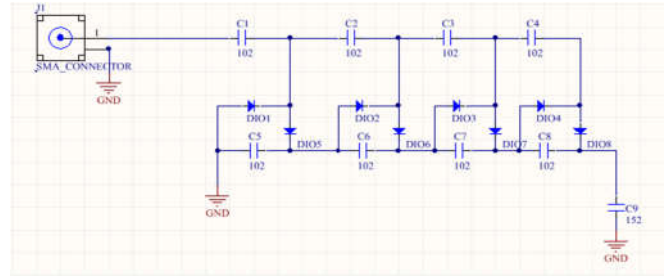 J1
C1
C2
C3
C4
1
102
102
102
102
SMA_CONNECTOR
GND
DIO1
DIO2
DIO3
DIO4
C5
DIO5
C6
DIO6
C7
DIO7
C8
DIO8
102
102
102
102
GND
C9
152
GND